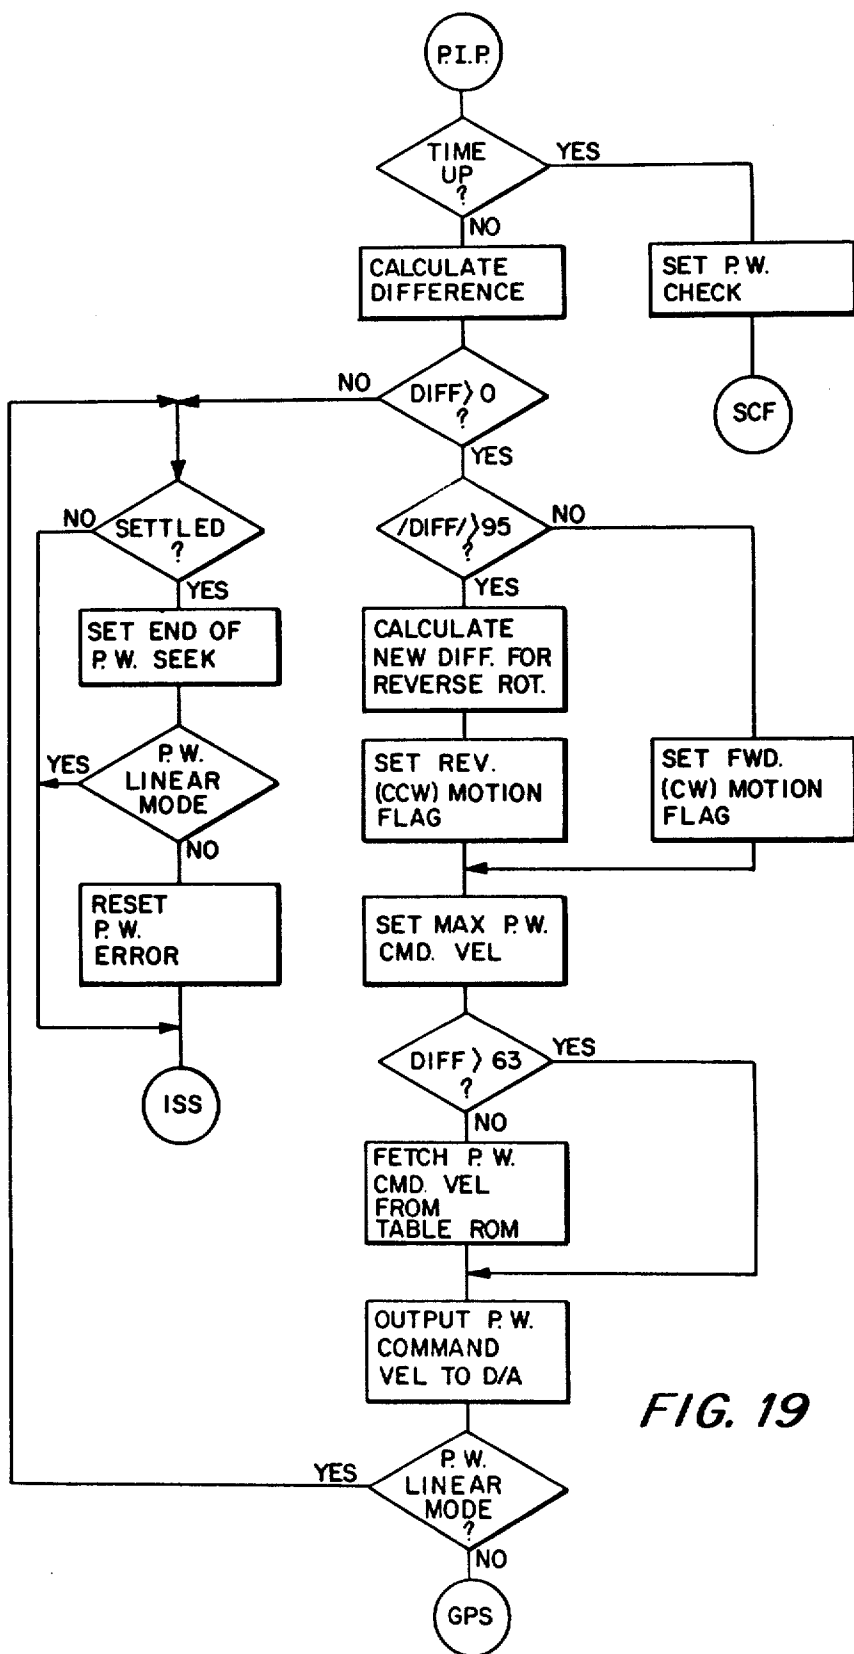 P.I.P.
TIME
UP
?
YES
NO
CALCULATE
DIFFERENCE
SET P.W.
CHECK
SCF
NO
DIFF > 0
?
YES
NO
SETTLED
?
YES
/DIFF/ > 95
?
NO
YES
SET END OF
P.W. SEEK
CALCULATE
NEW DIFF. FOR
REVERSE ROT.
YES
P.W.
LINEAR
MODE
NO
SET REV.
(CCW) MOTION
FLAG
SET FWD.
(CW) MOTION
FLAG
RESET
P.W.
ERROR
SET MAX P.W.
CMD. VEL
ISS
DIFF > 63
?
YES
NO
FETCH P.W.
CMD. VEL
FROM
TABLE ROM
OUTPUT P.W.
COMMAND
VEL TO D/A
FIG. 19
YES
P.W.
LINEAR
MODE
?
NO
GPS